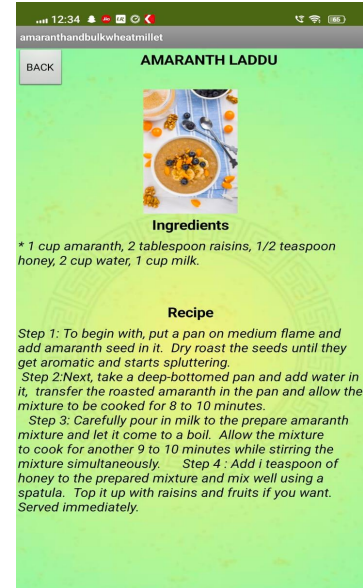 12:34
65
amaranthandbulkwheatmillet
BACK
AMARANTH LADDU
Ingredients
* 1 cup amaranth, 2 tablespoon raisins, 1/2 teaspoon
honey, 2 cup water, 1 cup milk.
Recipe
Step 1: To begin with, put a pan on medium flame and
add amaranth seed in it.  Dry roast the seeds until they
get aromatic and starts spluttering.
Step 2:Next, take a deep-bottomed pan and add water in
it, transfer the roasted amaranth in the pan and allow the
mixture to be cooked for 8 to 10 minutes.
Step 3: Carefully pour in milk to the prepare amaranth
mixture and let it come to a boil.  Allow the mixture
to cook for another 9 to 10 minutes while stirring the
mixture simultaneously.     Step 4 : Add i teaspoon of
honey to the prepared mixture and mix well using a
spatula.  Top it up with raisins and fruits if you want.
Served immediately.